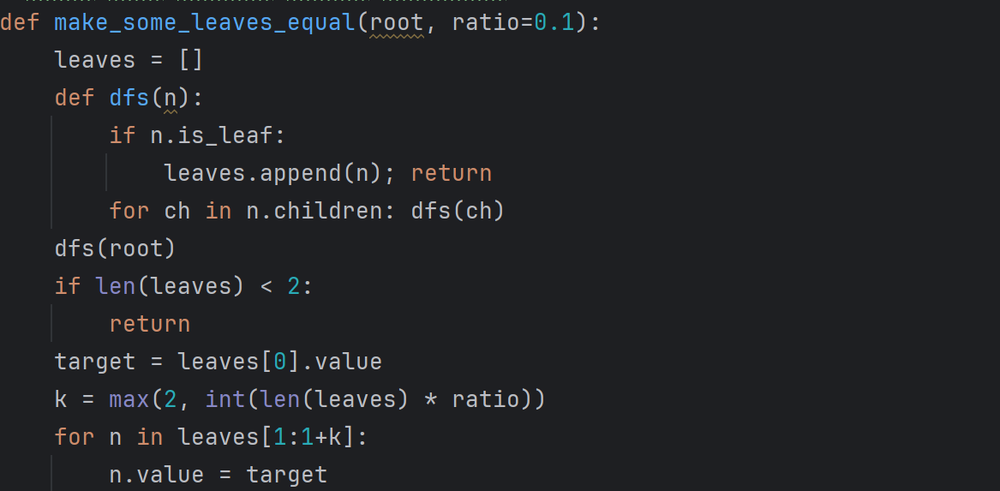 def make_some_leaves_equal(root, ratio=0.1):
    leaves = []
    def dfs(n):
        if n.is_leaf:
            leaves.append(n); return
        for ch in n.children: dfs(ch)
    dfs(root)
    if len(leaves) < 2:
        return
    target = leaves[0].value
    k = max(2, int(len(leaves) * ratio))
    for n in leaves[1:1+k]:
        n.value = target